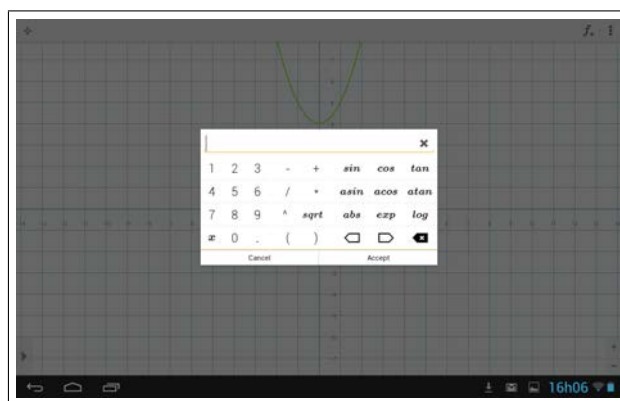 fₓ
1 2 3 - + sin cos tan
4 5 6 / * asin acos atan
7 8 9 ^ sqrt abs exp log
x 0 . ( )
Cancel Accept
16h06